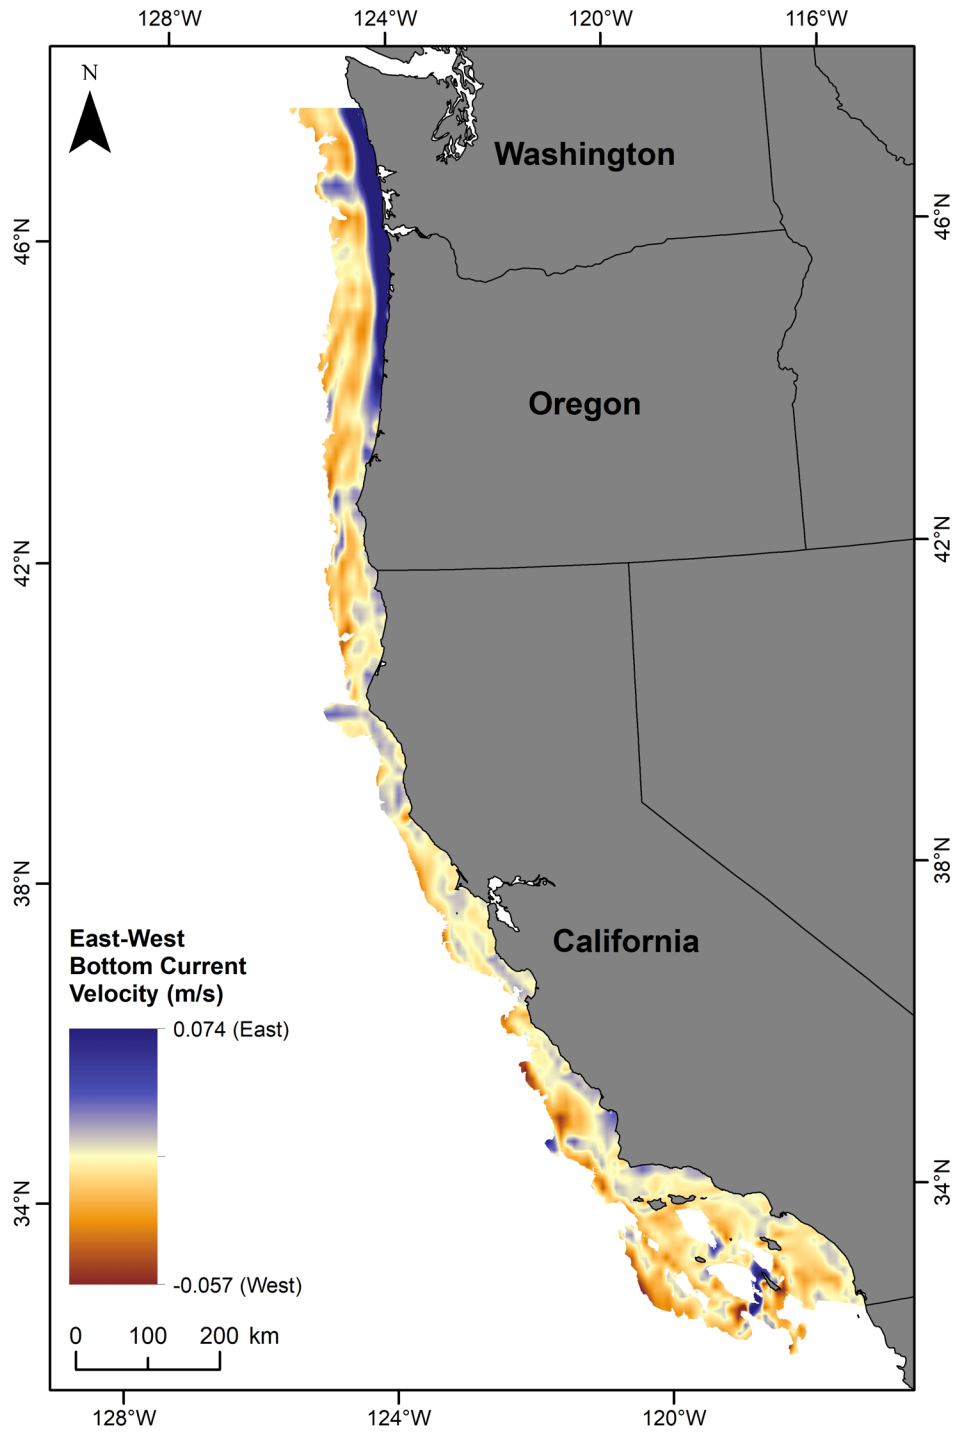 128°W 124°W 120°W 116°W
N
Washington
46°N
46°N
Oregon
42°N
42°N
38°N
38°N
California
East-West
Bottom Current
Velocity (m/s)
0.074 (East)
34°N
34°N
-0.057 (West)
0 100 200 km
128°W 124°W 120°W